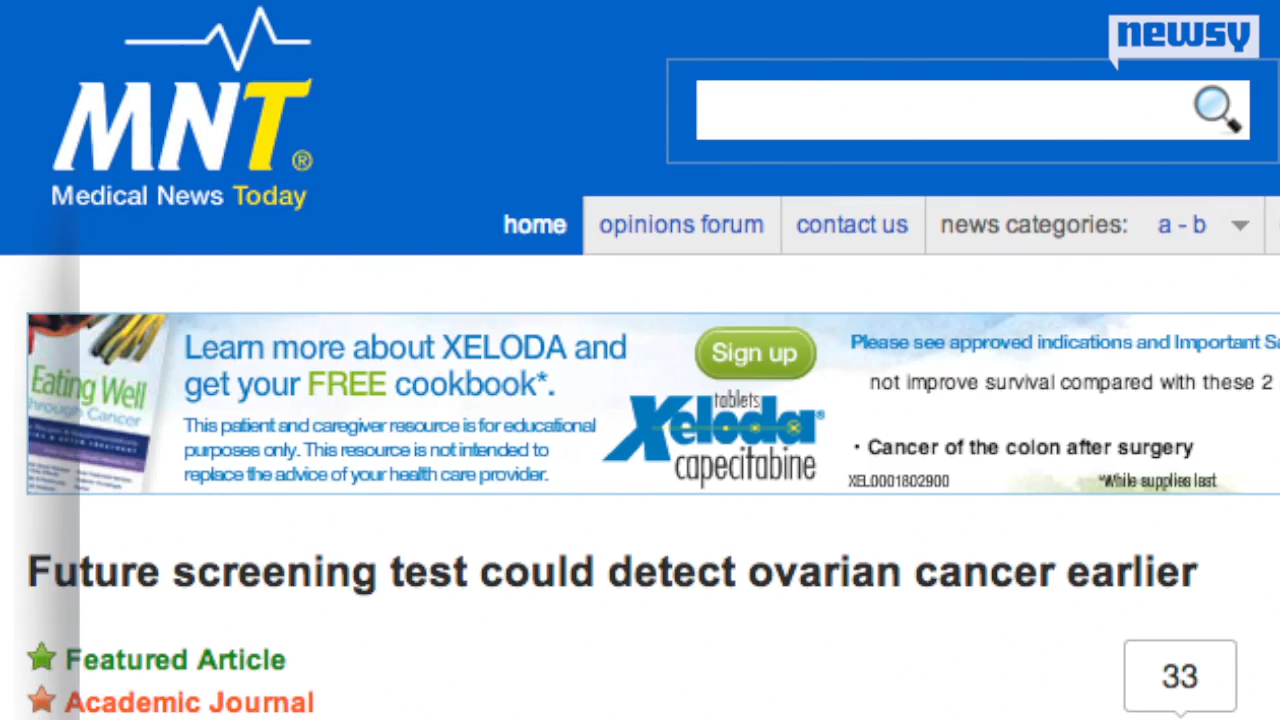 newsy
MNT®
Medical News Today
home
opinions forum
contact us
news categories:
a - b
Eating Well
Through Cancer
Learn more about XELODA and
get your FREE cookbook*.
This patient and caregiver resource is for educational
purposes only. This resource is not intended to
replace the advice of your health care provider.
Sign up
tablets
Xeloda®
capecitabine
Please see approved indications and Important Sa
not improve survival compared with these 2
· Cancer of the colon after surgery
XEL0001802900
*While supplies last
Future screening test could detect ovarian cancer earlier
Featured Article
Academic Journal
33